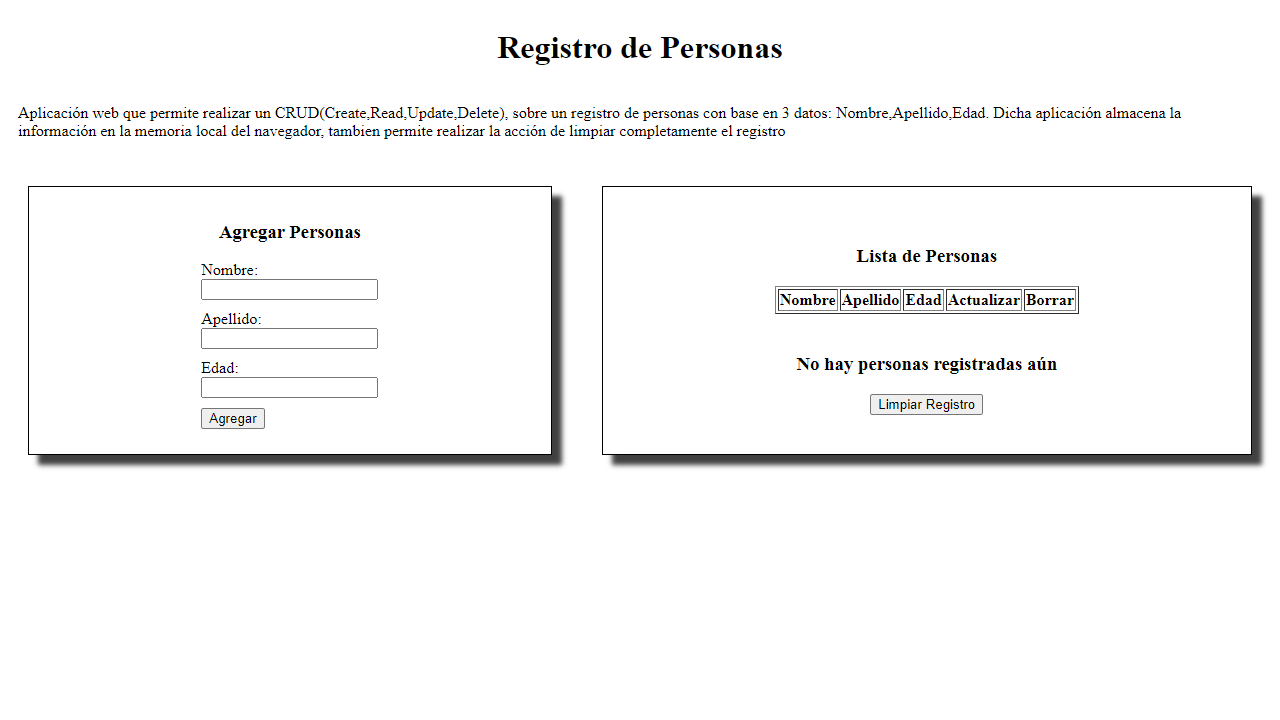 Registro de Personas
Aplicación web que permite realizar un CRUD(Create,Read,Update,Delete), sobre un registro de personas con base en 3 datos: Nombre,Apellido,Edad. Dicha aplicación almacena la
información en la memoria local del navegador, tambien permite realizar la acción de limpiar completamente el registro
Agregar Personas
Nombre:
Apellido:
Edad:
Agregar
Lista de Personas
Nombre Apellido Edad Actualizar Borrar
No hay personas registradas aún
Limpiar Registro